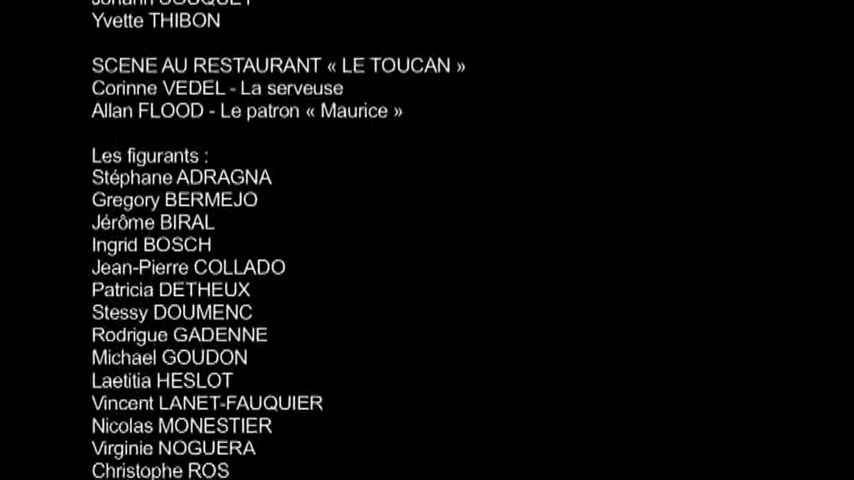 Johann BOUSQUET
Yvette THIBON
SCENE AU RESTAURANT « LE TOUCAN »
Corinne VEDEL - La serveuse
Allan FLOOD - Le patron « Maurice »
Les figurants :
Stéphane ADRAGNA
Gregory BERMEJO
Jérôme BIRAL
Ingrid BOSCH
Jean-Pierre COLLADO
Patricia DETHEUX
Stessy DOUMENC
Rodrigue GADENNE
Michael GOUDON
Laetitia HESLOT
Vincent LANET-FAUQUIER
Nicolas MONESTIER
Virginie NOGUERA
Christophe ROS